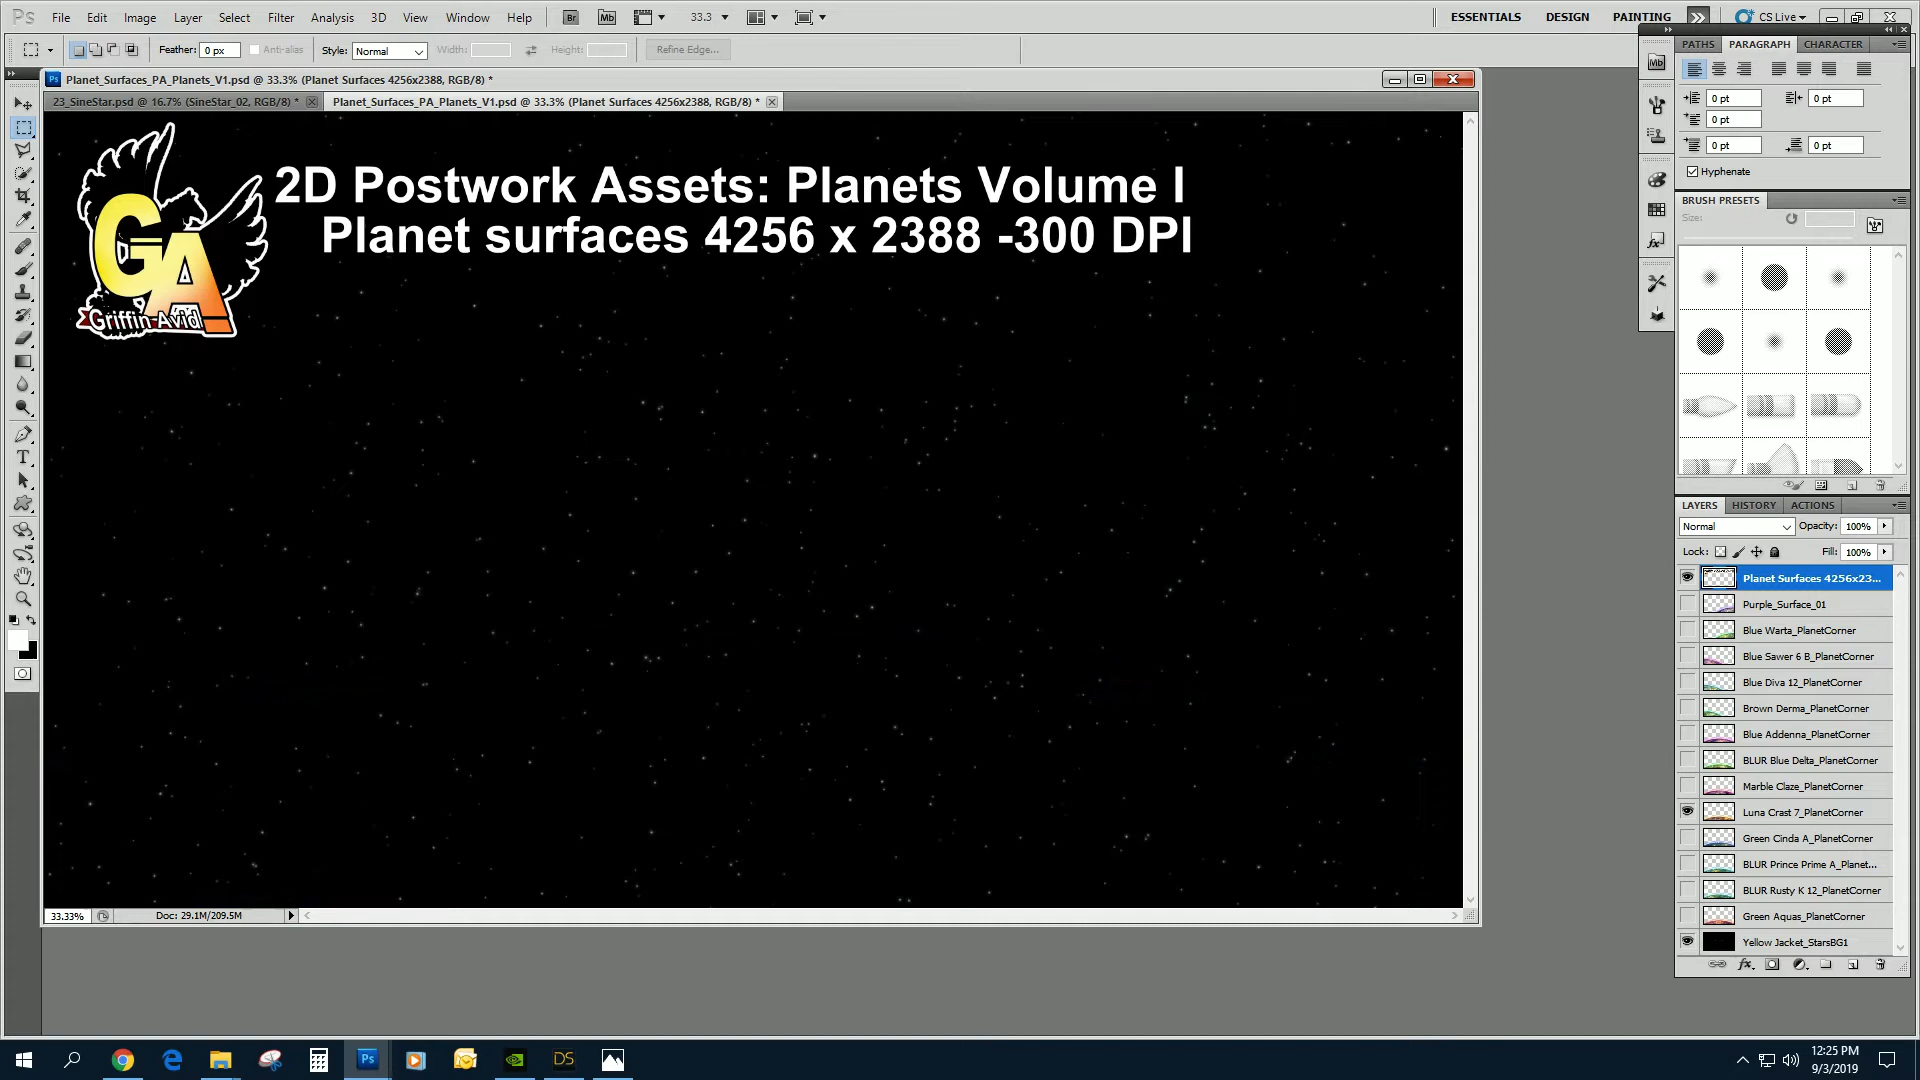 Ps File Edit Image Layer Select Filter Analysis 3D View Window Help Br Mb 33.3 ESSENTIALS DESIGN PAINTING CS Live
Feather: 0 px Anti-alias Style: Normal Width: Height: Refine Edge...
Planet_Surfaces_PA_Planets_V1.psd @ 33.3% (Planet Surfaces 4256x2388, RGB/8) *
23_SineStar.psd @ 16.7% (SineStar_02, RGB/8) * Planet_Surfaces_PA_Planets_V1.psd @ 33.3% (Planet Surfaces 4256x2388, RGB/8) *
2D Postwork Assets: Planets Volume I
Planet surfaces 4256 x 2388 -300 DPI
GA
Griffin Avid
33.33% Doc: 29.1M/209.5M
Mb
PATHS PARAGRAPH CHARACTER
0 pt 0 pt
0 pt
0 pt 0 pt
Hyphenate
BRUSH PRESETS
Size:
LAYERS HISTORY ACTIONS
Normal Opacity: 100%
Lock: Fill: 100%
Planet Surfaces 4256x23...
Purple_Surface_01
Blue Warta_PlanetCorner
Blue Sawer 6 B_PlanetCorner
Blue Diva 12_PlanetCorner
Brown Derma_PlanetCorner
Blue Addenna_PlanetCorner
BLUR Blue Delta_PlanetCorner
Marble Claze_PlanetCorner
Luna Crast 7_PlanetCorner
Green Cinda A_PlanetCorner
BLUR Prince Prime A_Planet...
BLUR Rusty K 12_PlanetCorner
Green Aquas_PlanetCorner
Yellow Jacket_StarsBG1
Ps DS
12:25 PM
9/3/2019